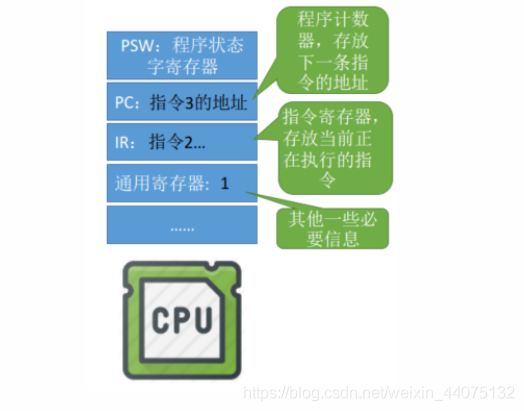 PSW：程序状态
字寄存器
PC：指令3的地址
IR：指令2...
通用寄存器：1
......
程序计数
器，存放
下一条指
令的地址
指令寄存器，
存放当前正
在执行的指
令
其他一些必
要信息
CPU
https://blog.csdn.net/weixin_44075132